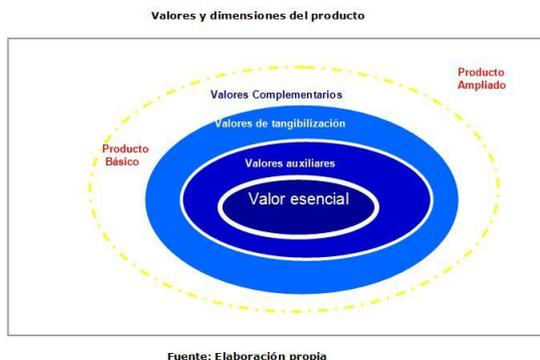 Valores y dimensiones del producto
Producto
Ampliado
Valores Complementarios
Valores de tangibilización
Producto
Básico
Valores auxiliares
Valor esencial
Fuente: Elaboración propia